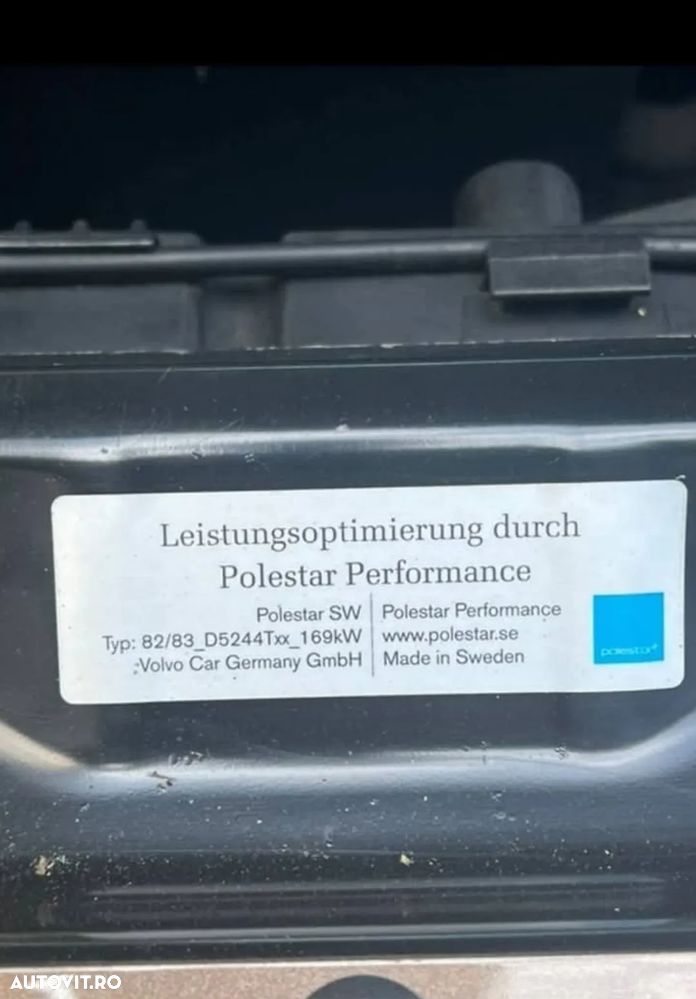 Leistungsoptimierung durch
Polestar Performance
Polestar SW
Typ: 82/83_D5244Txx_169kW
:Volvo Car Germany GmbH
Polestar Performance
www.polestar.se
Made in Sweden
polestar
AUTOVIT.RO